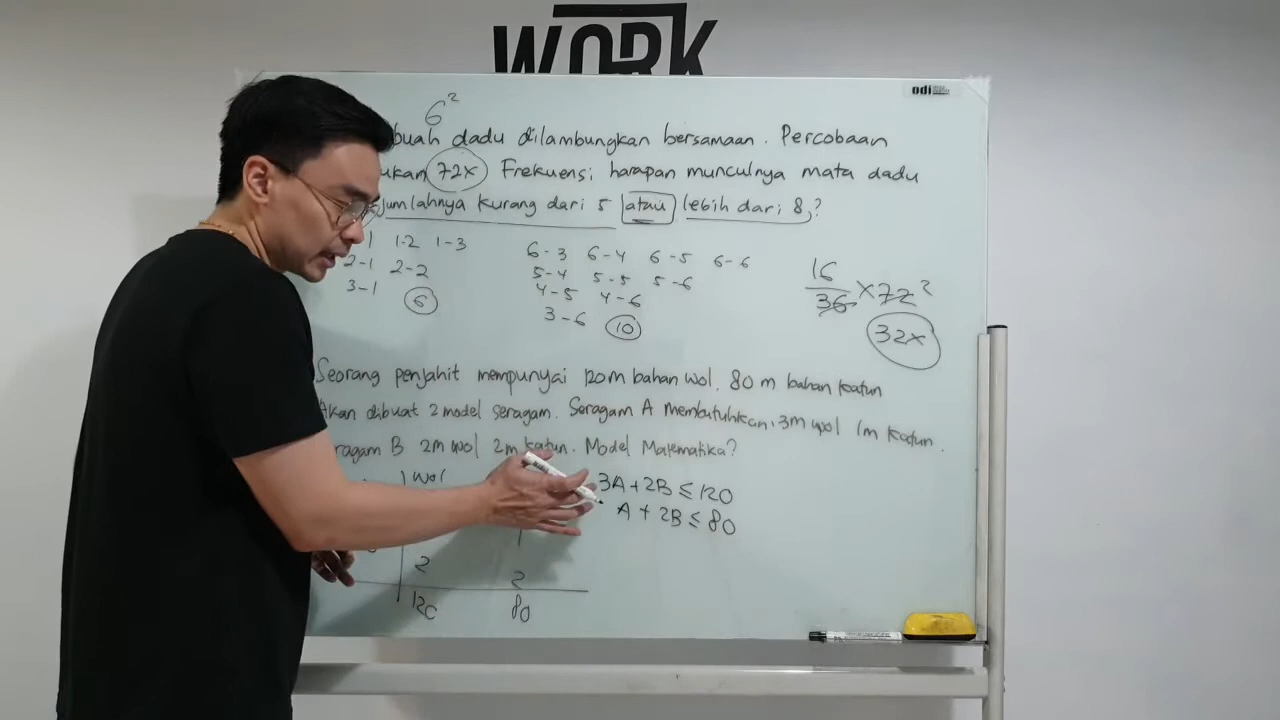 WORK
odi
6²
dadu dilambungkan bersamaan. Percobaan
72x Frekuensi harapan munculnya mata dadu
jumlahnya kurang dari 5 atau lebih dari 8,?
1-2 1-3 6-3 6-4 6-5 6-6
2-1 2-2 5-4 5-5 5-6
3-1 6 4-5 4-6
3-6 10
16
36 x 72 2
32x
Seorang penjahit mempunyai 120m bahan wol, 80 m bahan katun
Akan dibuat 2 model seragam. Seragam A membutuhkan, 3m wol 1m katun.
B 2m wol 2m katun. Model Matematika?
wol
3A+2B≤120
A+2B≤80
1
2 2
120 80